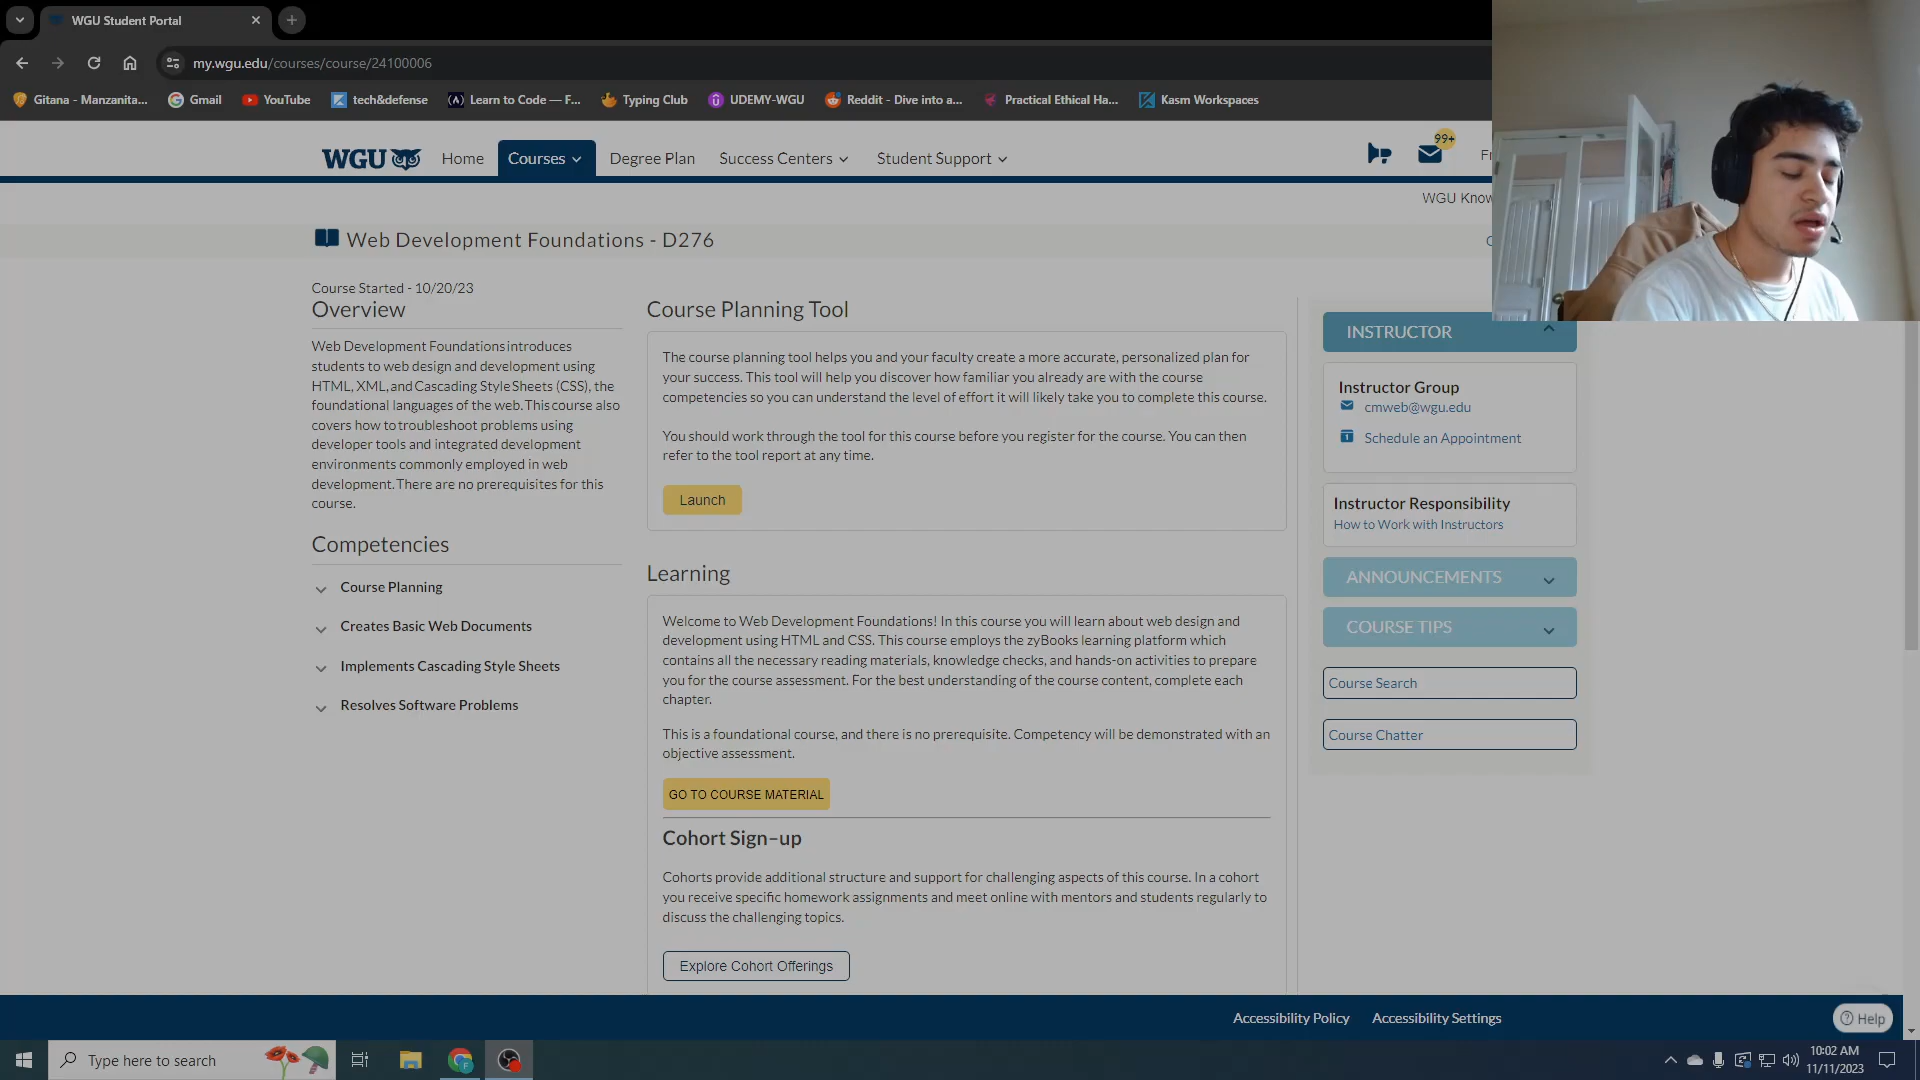 WGU Student Portal
my.wgu.edu/courses/course/24100006
Gitana - Manzanita...
Gmail
YouTube
tech&defense
Learn to Code — F...
Typing Club
UDEMY-WGU
Reddit - Dive into a...
Practical Ethical Ha...
Kasm Workspaces
WGU
Home
Courses
Degree Plan
Success Centers
Student Support
99+
WGU Know
Web Development Foundations - D276
Course Started - 10/20/23
Overview
Web Development Foundations introduces
students to web design and development using
HTML, XML, and Cascading Style Sheets (CSS), the
foundational languages of the web. This course also
covers how to troubleshoot problems using
developer tools and integrated development
environments commonly employed in web
development. There are no prerequisites for this
course.
Competencies
Course Planning
Creates Basic Web Documents
Implements Cascading Style Sheets
Resolves Software Problems
Course Planning Tool
The course planning tool helps you and your faculty create a more accurate, personalized plan for
your success. This tool will help you discover how familiar you already are with the course
competencies so you can understand the level of effort it will likely take you to complete this course.
You should work through the tool for this course before you register for the course. You can then
refer to the tool report at any time.
Launch
Learning
Welcome to Web Development Foundations! In this course you will learn about web design and
development using HTML and CSS. This course employs the zyBooks learning platform which
contains all the necessary reading materials, knowledge checks, and hands-on activities to prepare
you for the course assessment. For the best understanding of the course content, complete each
chapter.
This is a foundational course, and there is no prerequisite. Competency will be demonstrated with an
objective assessment.
GO TO COURSE MATERIAL
Cohort Sign-up
Cohorts provide additional structure and support for challenging aspects of this course. In a cohort
you receive specific homework assignments and meet online with mentors and students regularly to
discuss the challenging topics.
Explore Cohort Offerings
INSTRUCTOR
Instructor Group
cmweb@wgu.edu
Schedule an Appointment
Instructor Responsibility
How to Work with Instructors
ANNOUNCEMENTS
COURSE TIPS
Course Search
Course Chatter
Accessibility Policy
Accessibility Settings
Help
Type here to search
10:02 AM
11/11/2023